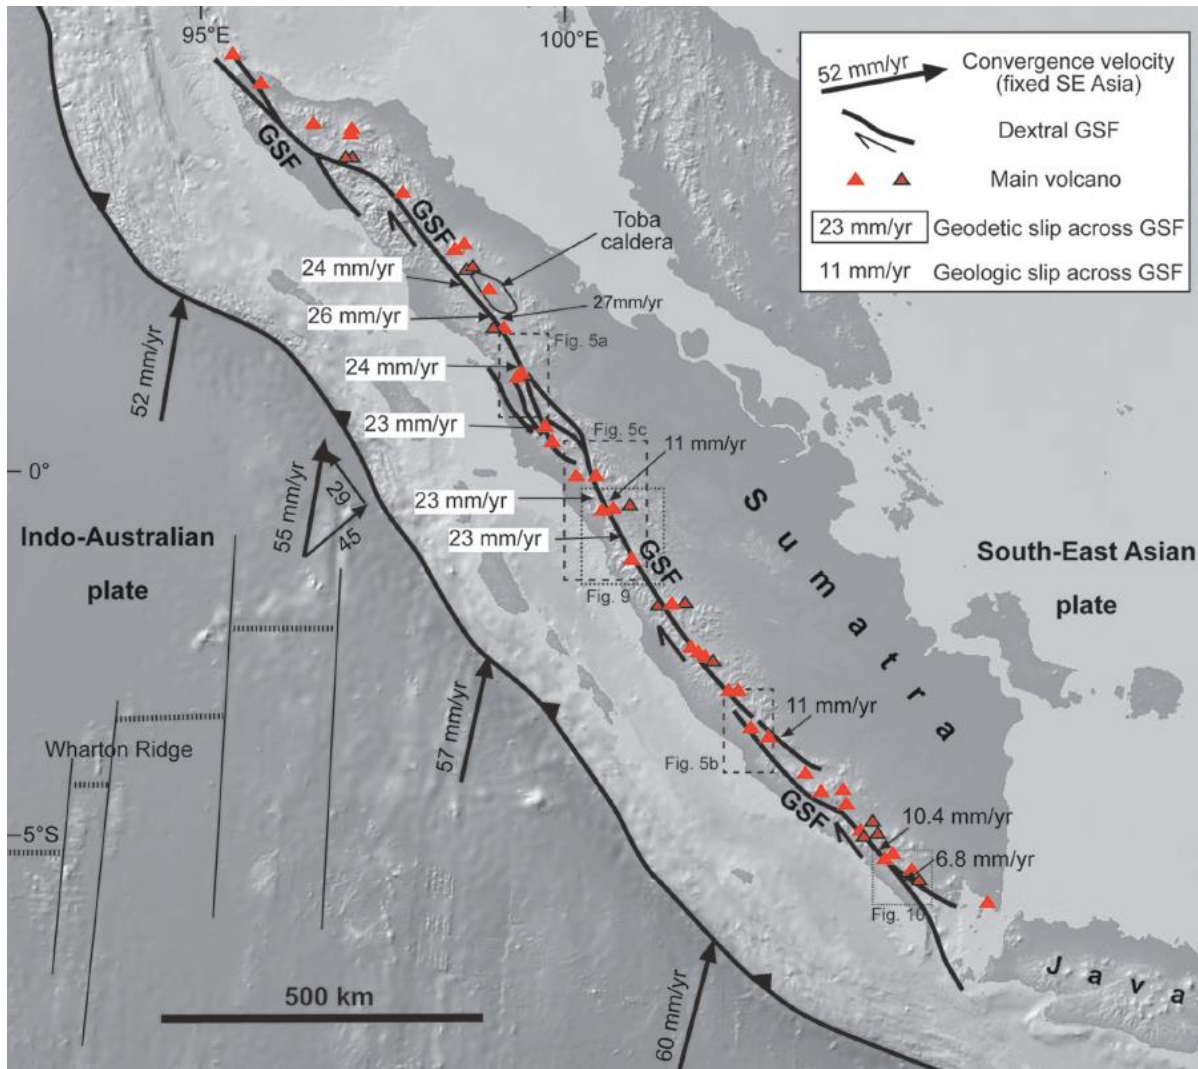 95°E
100°E
52 mm/yr
Convergence velocity
(fixed SE Asia)
Dextral GSF
Main volcano
23 mm/yr
Geodetic slip across GSF
11 mm/yr
Geologic slip across GSF
GSF
GSF
Toba
caldera
24 mm/yr
26 mm/yr
27mm/yr
Fig. 5a
24 mm/yr
52 mm/yr
23 mm/yr
Fig. 5c
11 mm/yr
0°
55 mm/yr
29
45
23 mm/yr
23 mm/yr
GSF
Fig. 9
Sumatra
Indo-Australian
plate
South-East Asian
plate
Wharton Ridge
57 mm/yr
11 mm/yr
Fig. 5b
GSF
5°S
10.4 mm/yr
6.8 mm/yr
Fig. 10
500 km
60 mm/yr
Java